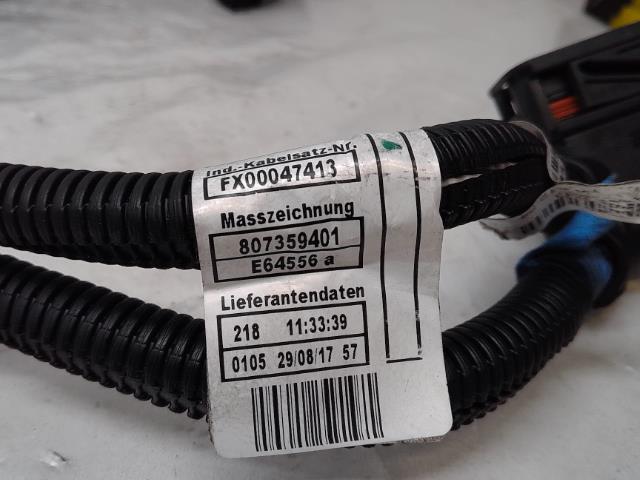 Ind.-Kabelsatz-Nr.
FX00047413
Masszeichnung
807359401
E64556 a
Lieferantendaten
218 11:33:39
0105 29/08/17 57